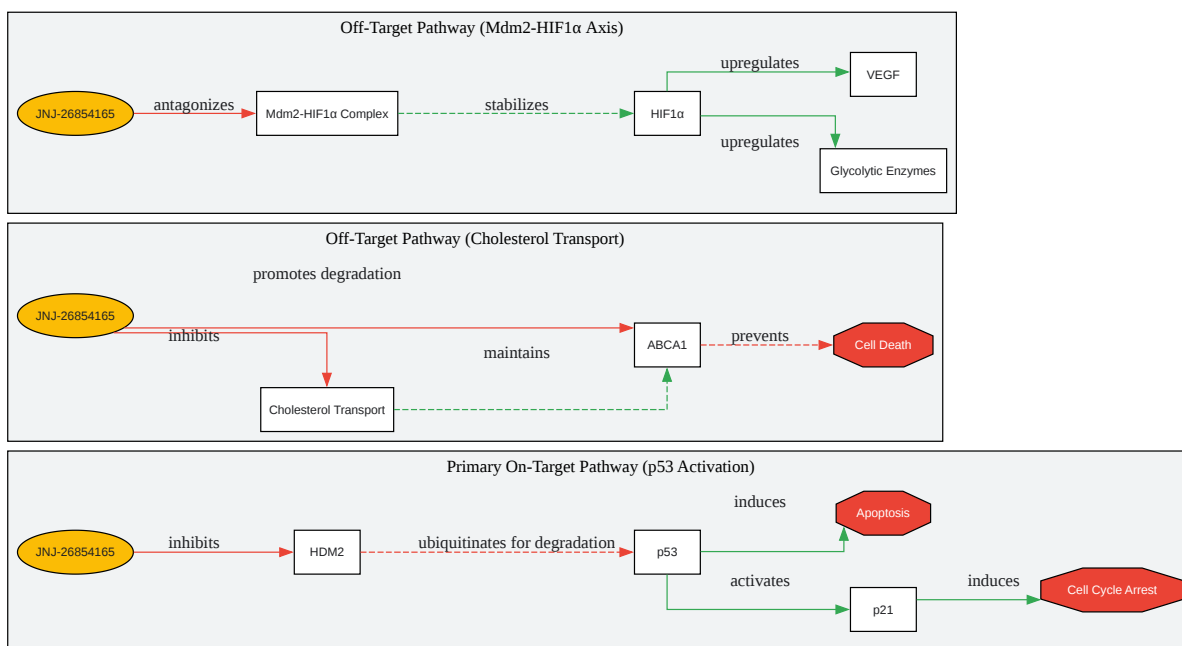 Off-Target Pathway (Mdm2-HIF1α Axis)
JNJ-26854165
antagonizes
Mdm2-HIF1α Complex
stabilizes
HIF1α
upregulates
VEGF
upregulates
Glycolytic Enzymes
Off-Target Pathway (Cholesterol Transport)
promotes degradation
JNJ-26854165
inhibits
maintains
ABCA1
prevents
Cell Death
Cholesterol Transport
Primary On-Target Pathway (p53 Activation)
JNJ-26854165
inhibits
HDM2
ubiquitinates for degradation
p53
induces
Apoptosis
activates
p21
induces
Cell Cycle Arrest